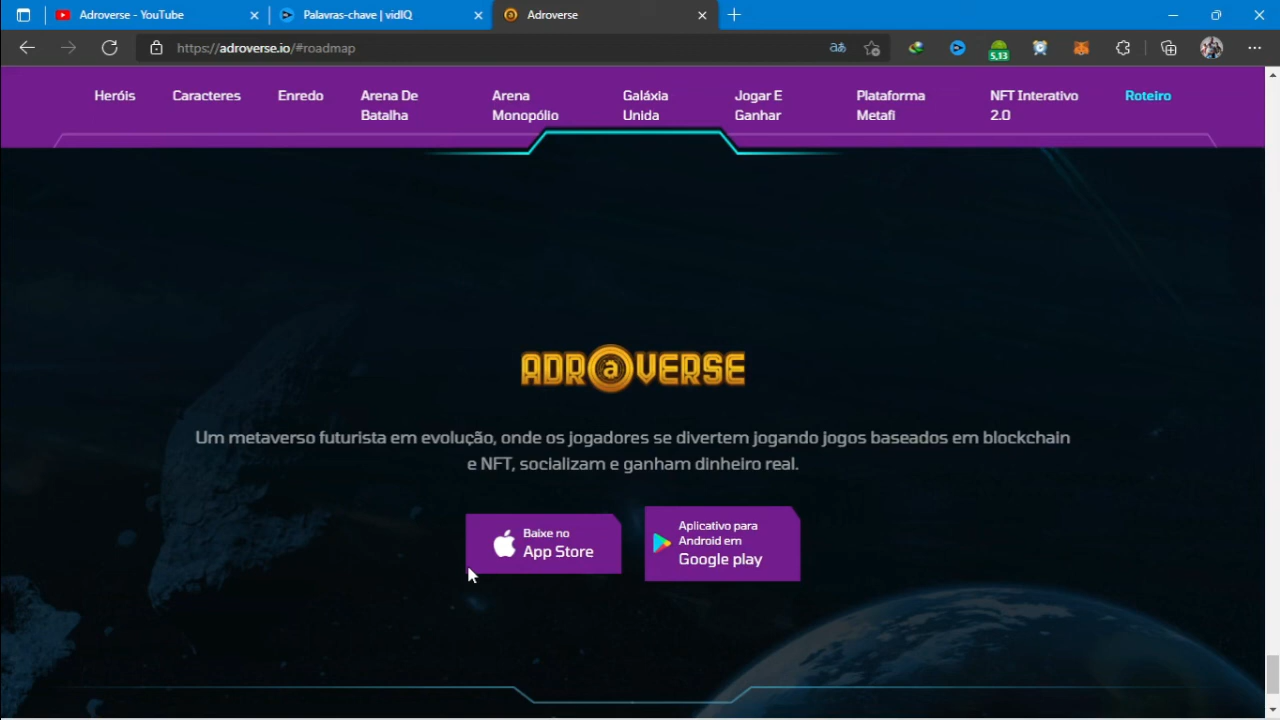 Adroverse - YouTube
Palavras-chave | vidIQ
Adroverse
https://adroverse.io/#roadmap
aあ
5,13
Heróis
Caracteres
Enredo
Arena De
Batalha
Arena
Monopólio
Galáxia
Unida
Jogar E
Ganhar
Plataforma
Metafi
NFT Interativo
2.0
Roteiro
ADROVERSE
Um metaverso futurista em evolução, onde os jogadores se divertem jogando jogos baseados em blockchain
e NFT, socializam e ganham dinheiro real.
Baixe no
App Store
Aplicativo para
Android em
Google play